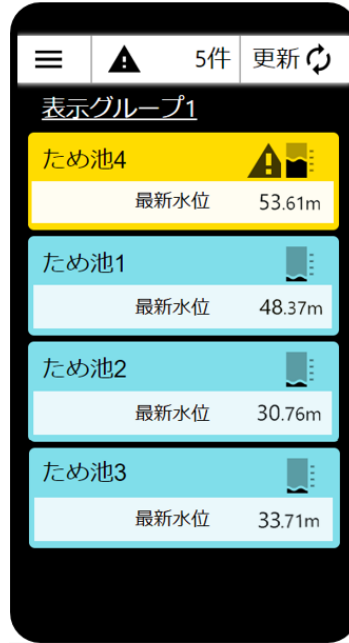 5件 更新
表示グループ1
ため池4
最新水位 53.61m
ため池1
最新水位 48.37m
ため池2
最新水位 30.76m
ため池3
最新水位 33.71m